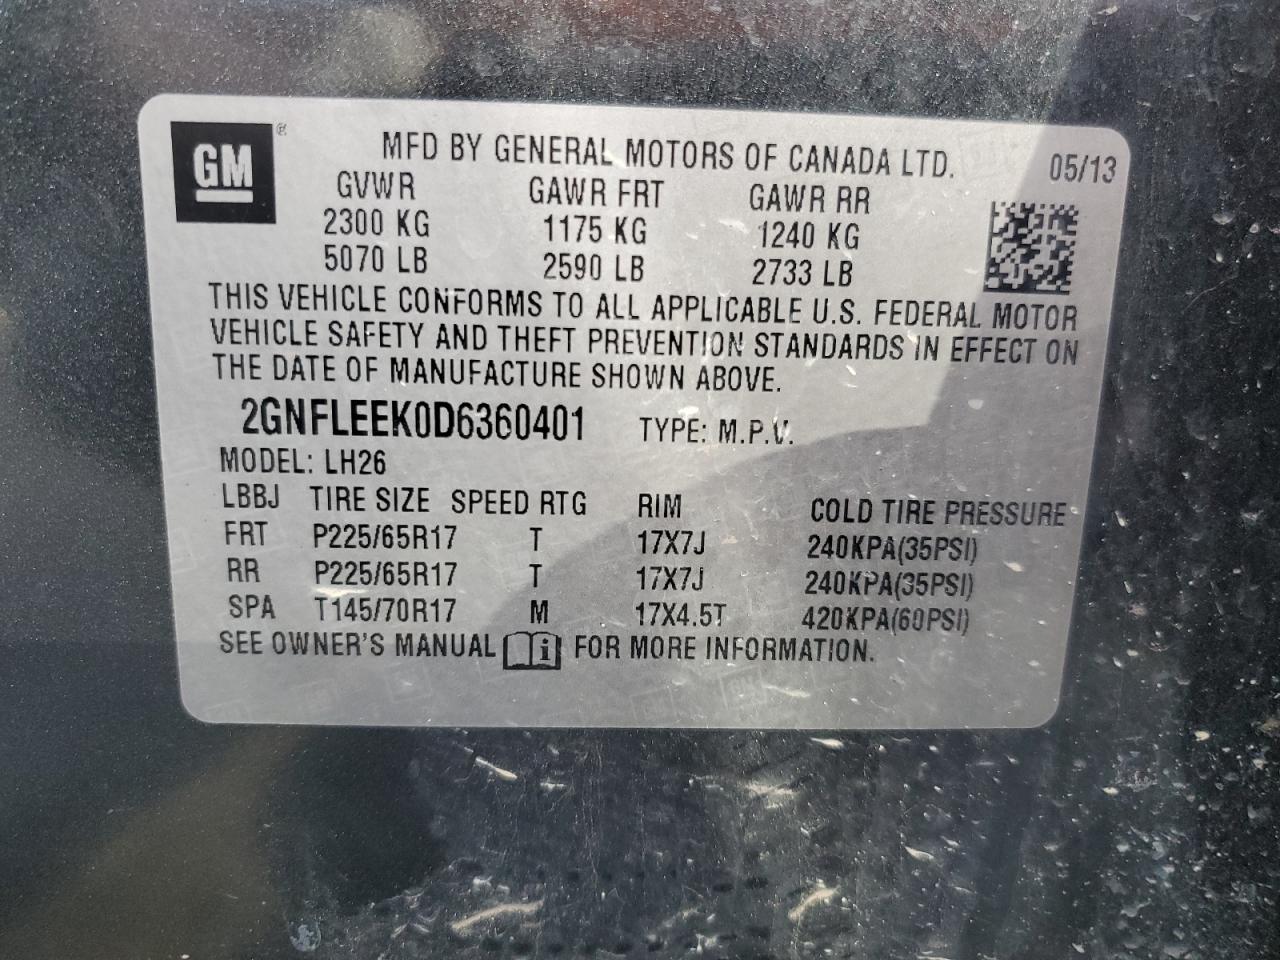 GM ®
MFD BY GENERAL MOTORS OF CANADA LTD. 05/13
GVWR GAWR FRT GAWR RR
2300 KG 1175 KG 1240 KG
5070 LB 2590 LB 2733 LB
THIS VEHICLE CONFORMS TO ALL APPLICABLE U.S. FEDERAL MOTOR
VEHICLE SAFETY AND THEFT PREVENTION STANDARDS IN EFFECT ON
THE DATE OF MANUFACTURE SHOWN ABOVE.
2GNFLEEK0D6360401 TYPE: M.P.V.
MODEL: LH26
LBBJ TIRE SIZE SPEED RTG RIM COLD TIRE PRESSURE
FRT P225/65R17 T 17X7J 240KPA(35PSI)
RR P225/65R17 T 17X7J 240KPA(35PSI)
SPA T145/70R17 M 17X4.5T 420KPA(60PSI)
SEE OWNER'S MANUAL i FOR MORE INFORMATION.